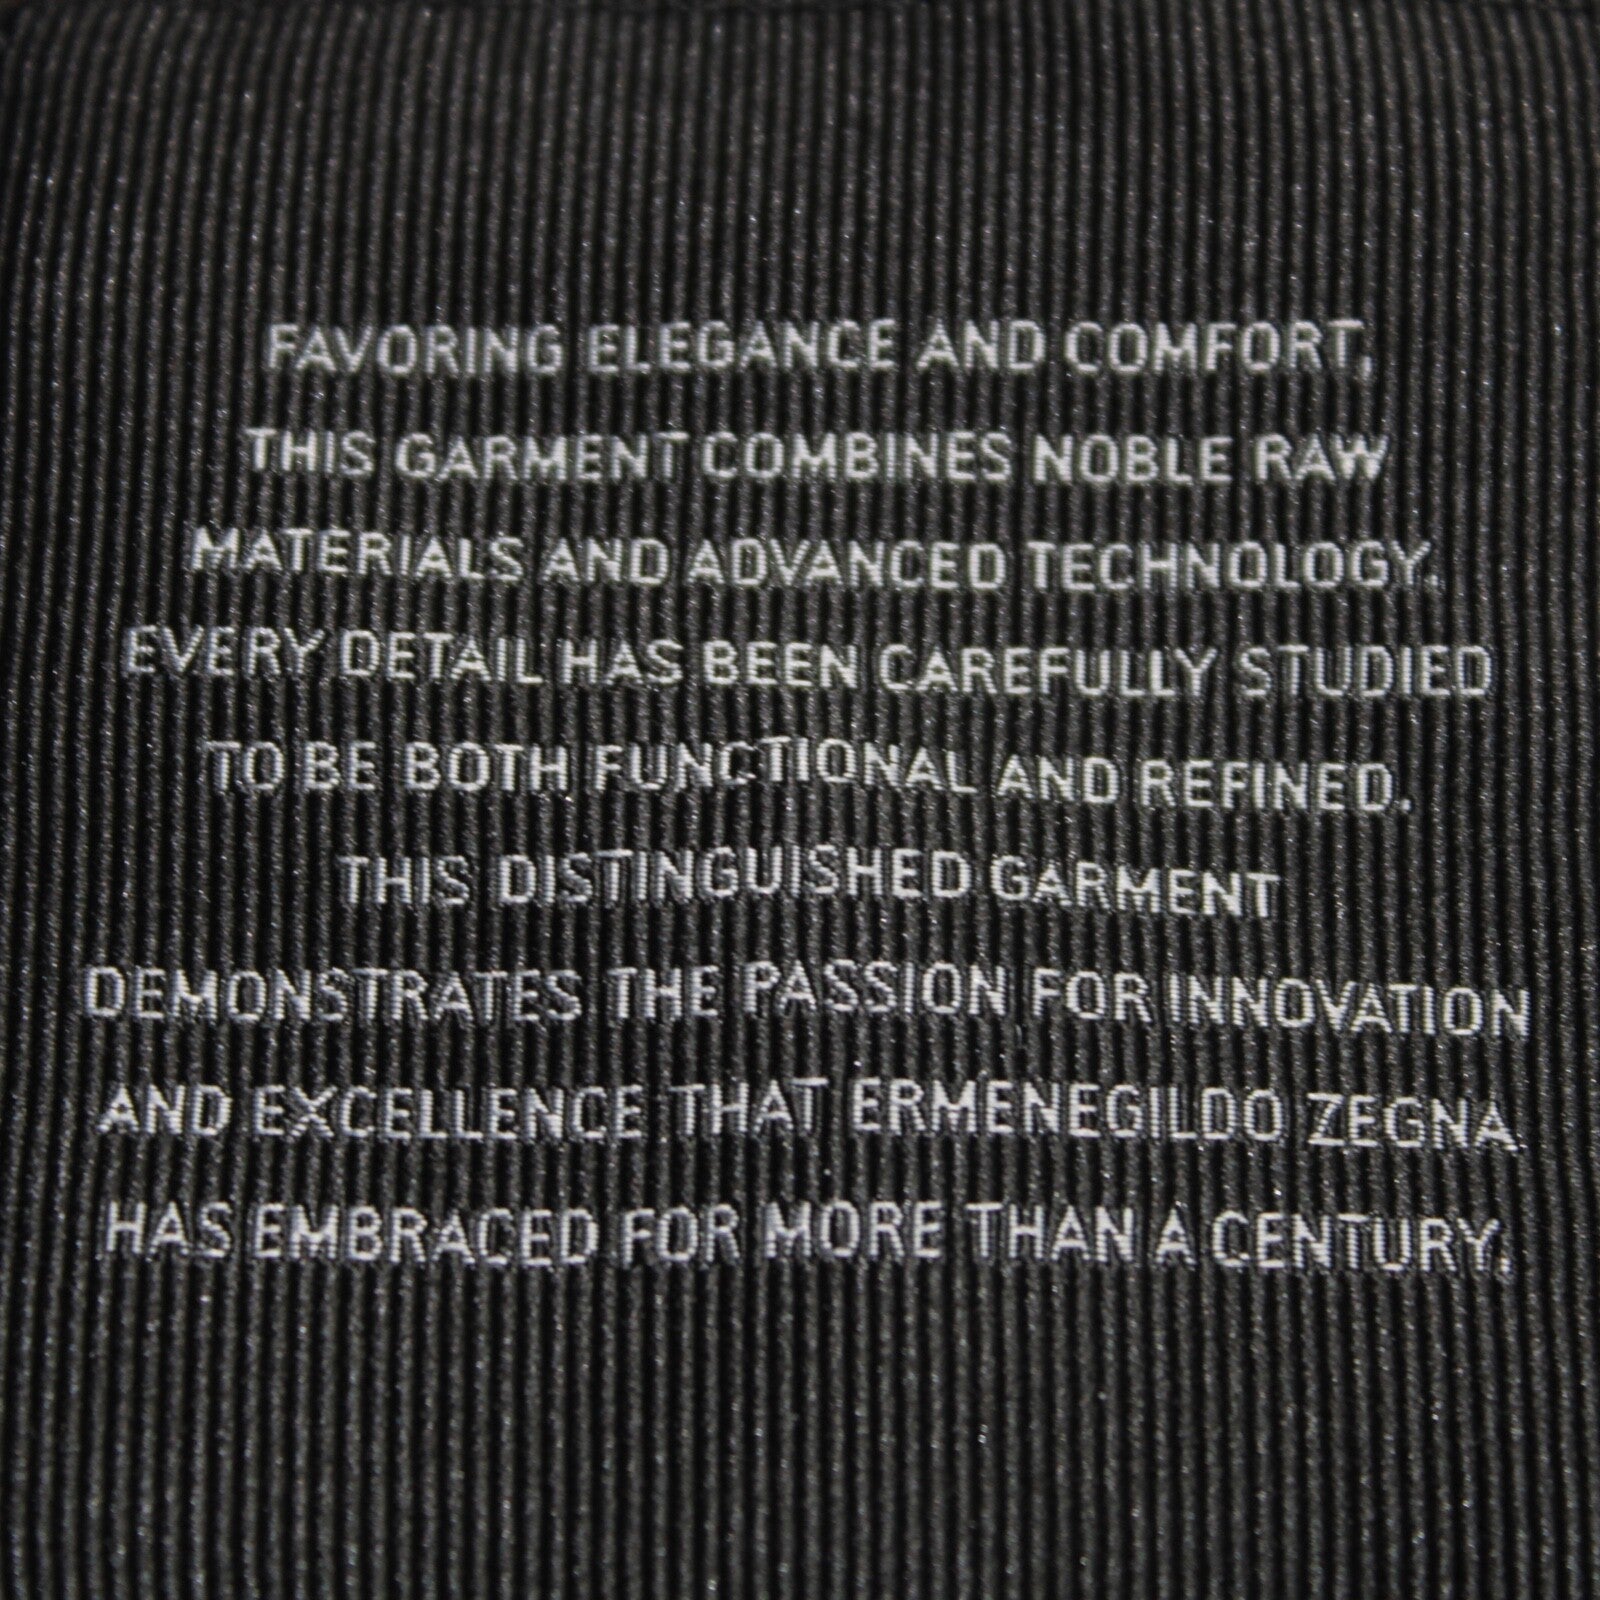 FAVORING ELEGANCE AND COMFORT,
THIS GARMENT COMBINES NOBLE RAW
MATERIALS AND ADVANCED TECHNOLOGY.
EVERY DETAIL HAS BEEN CAREFULLY STUDIED
TO BE BOTH FUNCTIONAL AND REFINED.
THIS DISTINGUISHED GARMENT
DEMONSTRATES THE PASSION FOR INNOVATION
AND EXCELLENCE THAT ERMENEGILDO ZEGNA
HAS EMBRACED FOR MORE THAN A CENTURY.